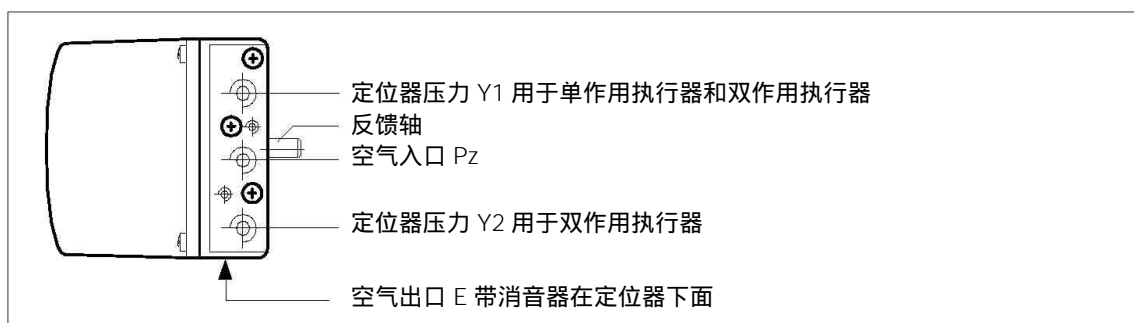 定位器压力 Y1 用于单作用执行器和双作用执行器
反馈轴
空气入口 Pz
定位器压力 Y2 用于双作用执行器
空气出口 E 带消音器在定位器下面